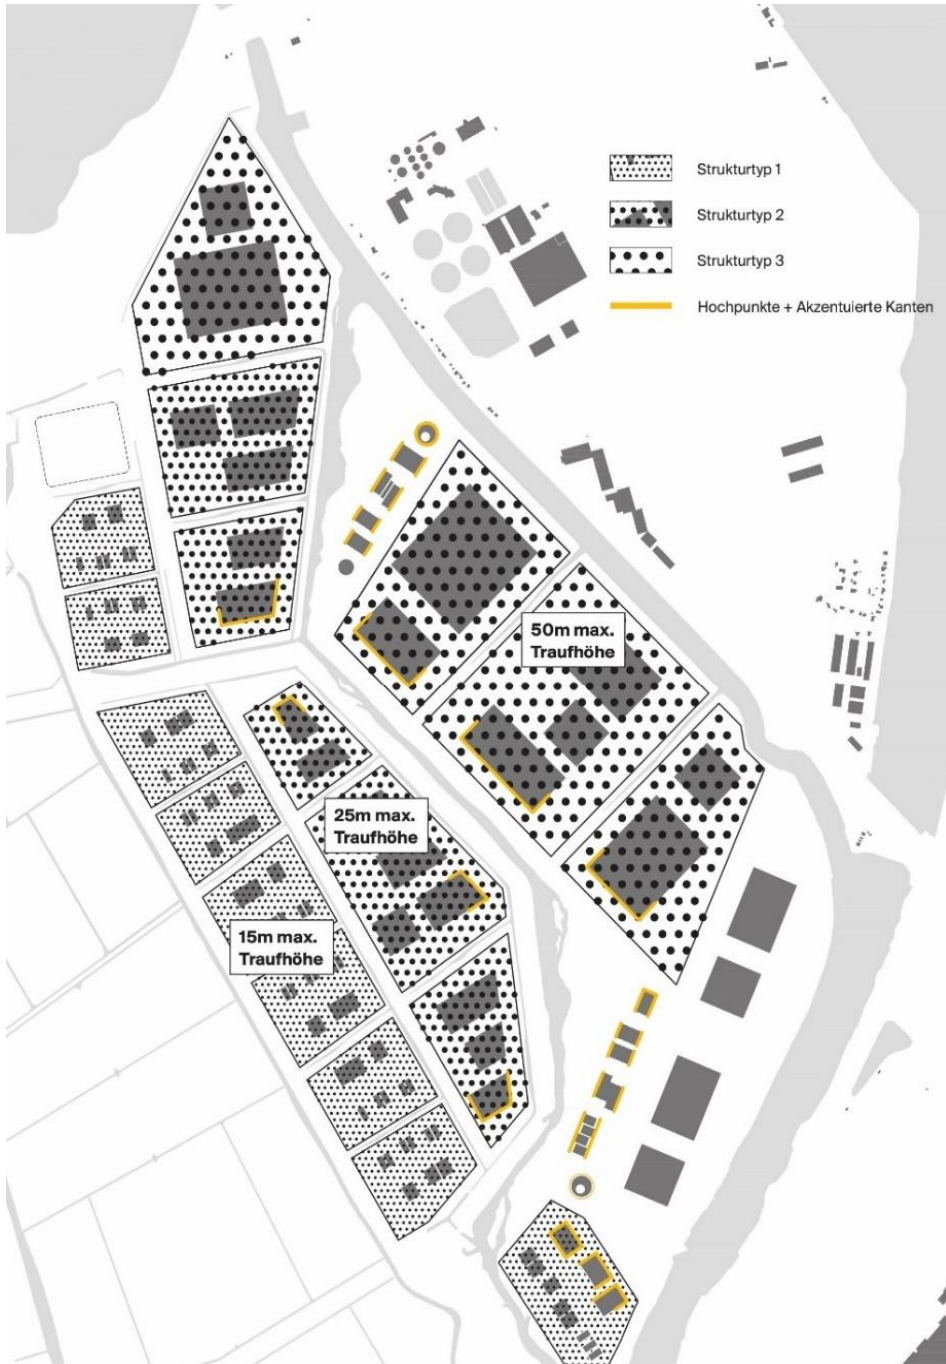 Strukturtyp 1
Strukturtyp 2
Strukturtyp 3
Hochpunkte + Akzentuierte Kanten
50m max.
Traufhöhe
25m max.
Traufhöhe
15m max.
Traufhöhe